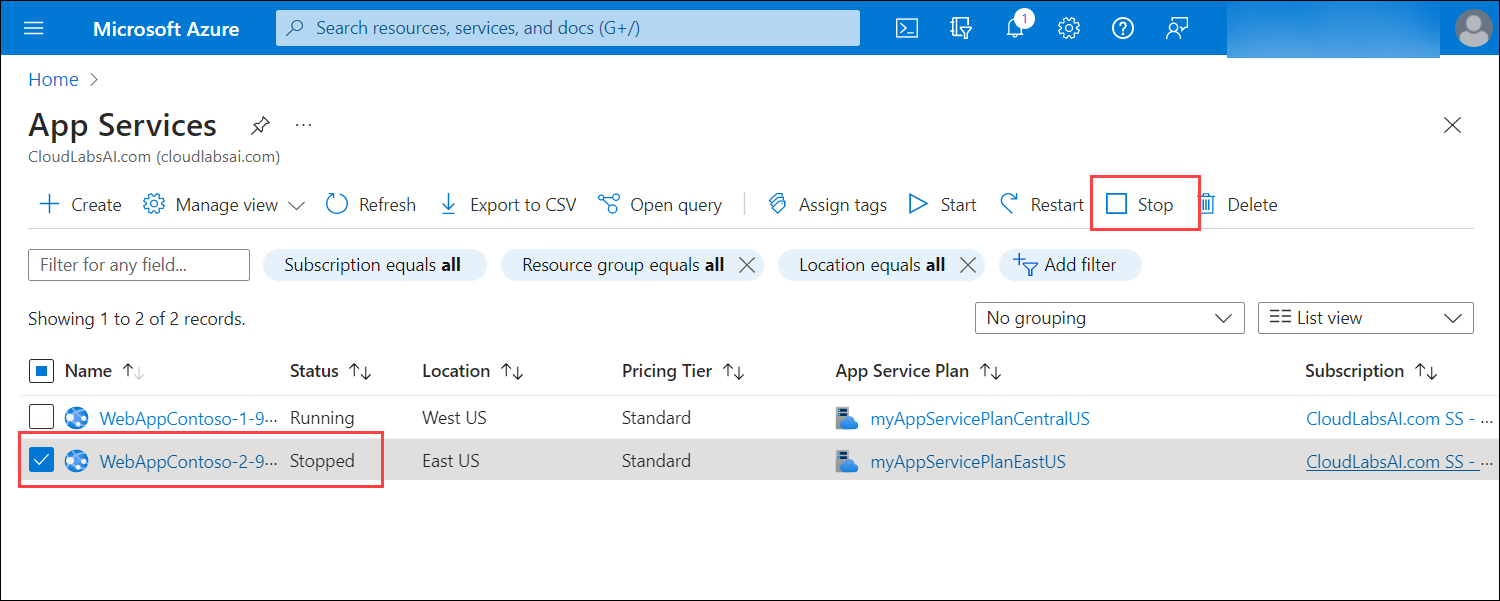 Microsoft Azure Search resources, services, and docs (G+/) 1
Home >
App Services ...
CloudLabsAI.com (cloudlabsai.com)
Create Manage view Refresh Export to CSV Open query Assign tags Start Restart Stop Delete
Filter for any field... Subscription equals all Resource group equals all Location equals all Add filter
Showing 1 to 2 of 2 records. No grouping List view
Name Status Location Pricing Tier App Service Plan Subscription
WebAppContoso-1-9... Running West US Standard myAppServicePlanCentralUS CloudLabsAI.com SS - ...
WebAppContoso-2-9... Stopped East US Standard myAppServicePlanEastUS CloudLabsAI.com SS - ...